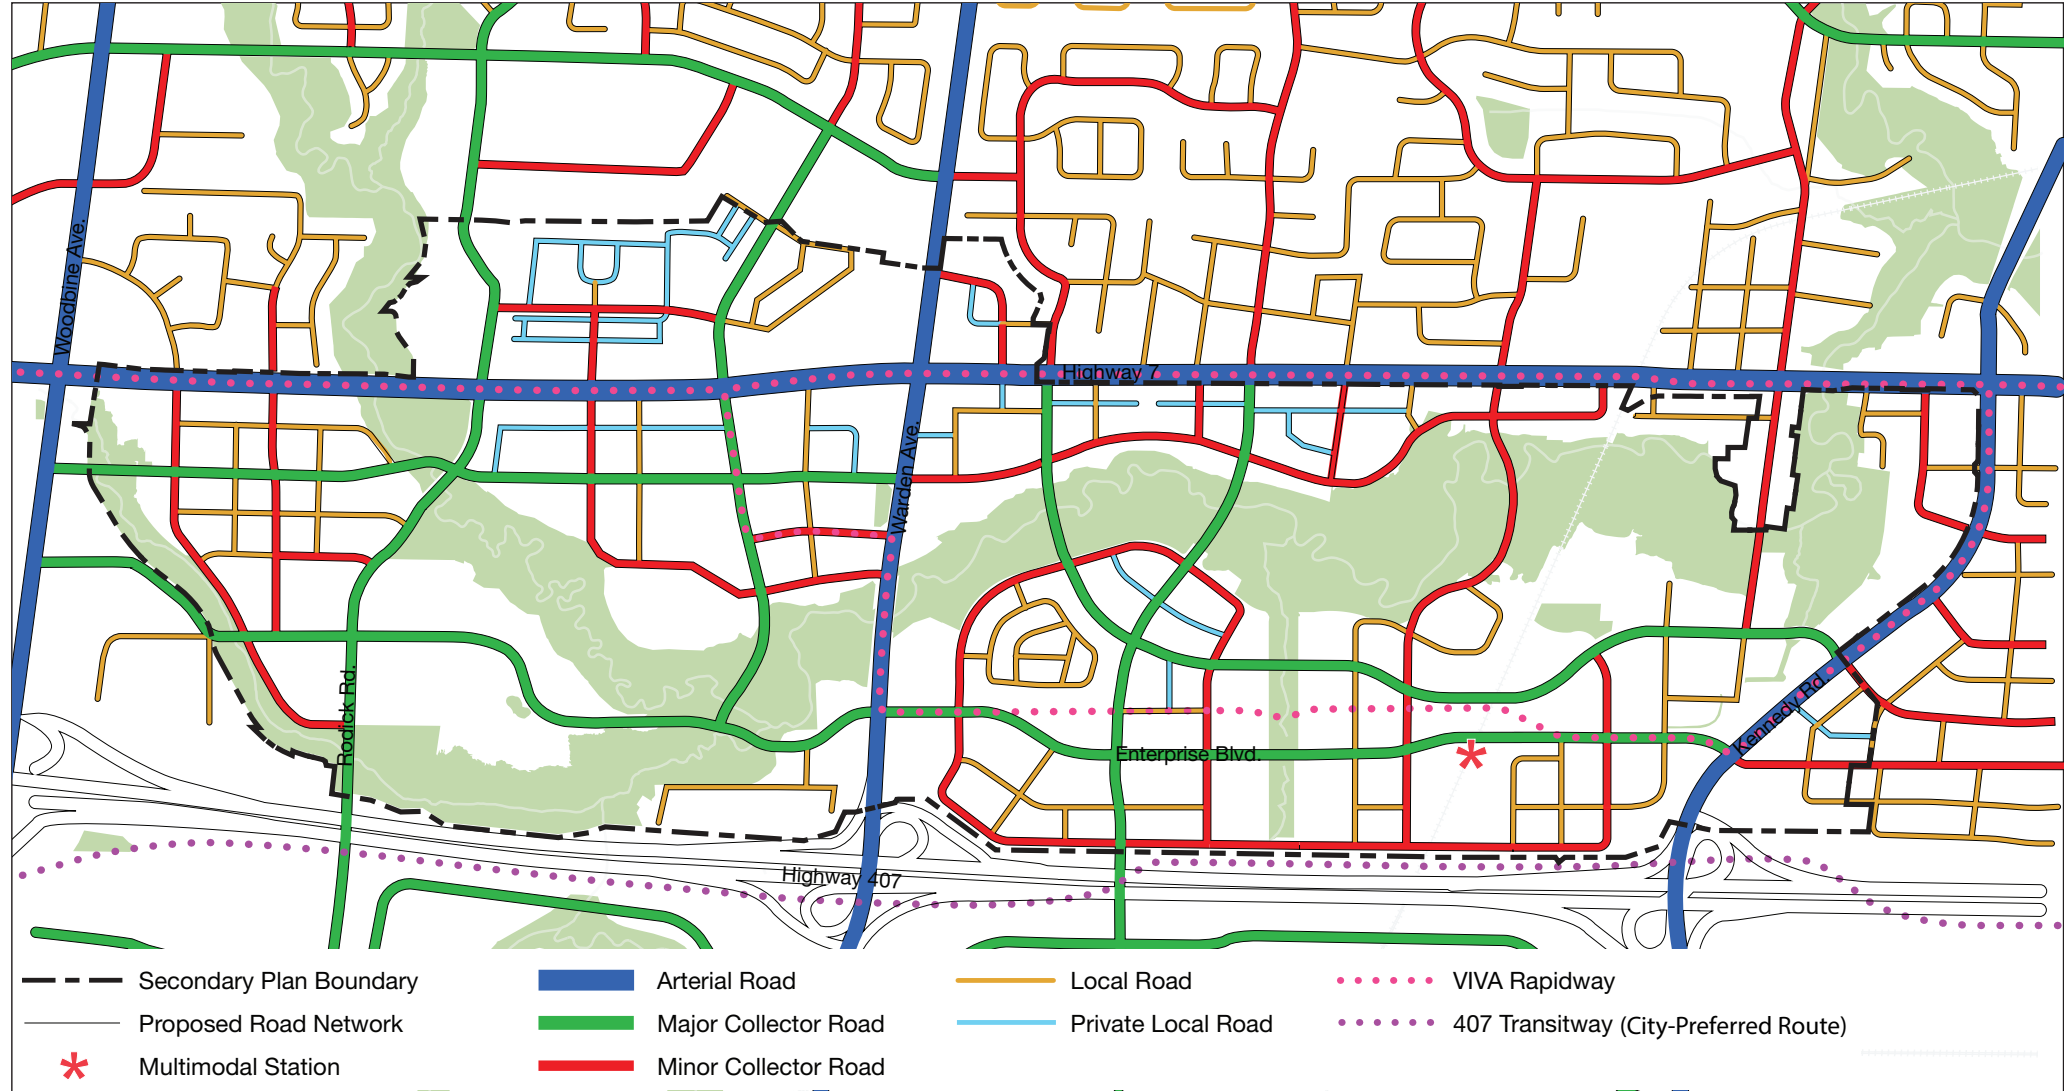 Woodbine Ave.
Highway 7
Warden Ave.
Rodick Rd.
Enterprise Blvd.
Kennedy Rd.
Highway 407
Secondary Plan Boundary
Arterial Road
Local Road
VIVA Rapidway
Proposed Road Network
Major Collector Road
Private Local Road
407 Transitway (City-Preferred Route)
Multimodal Station
Minor Collector Road